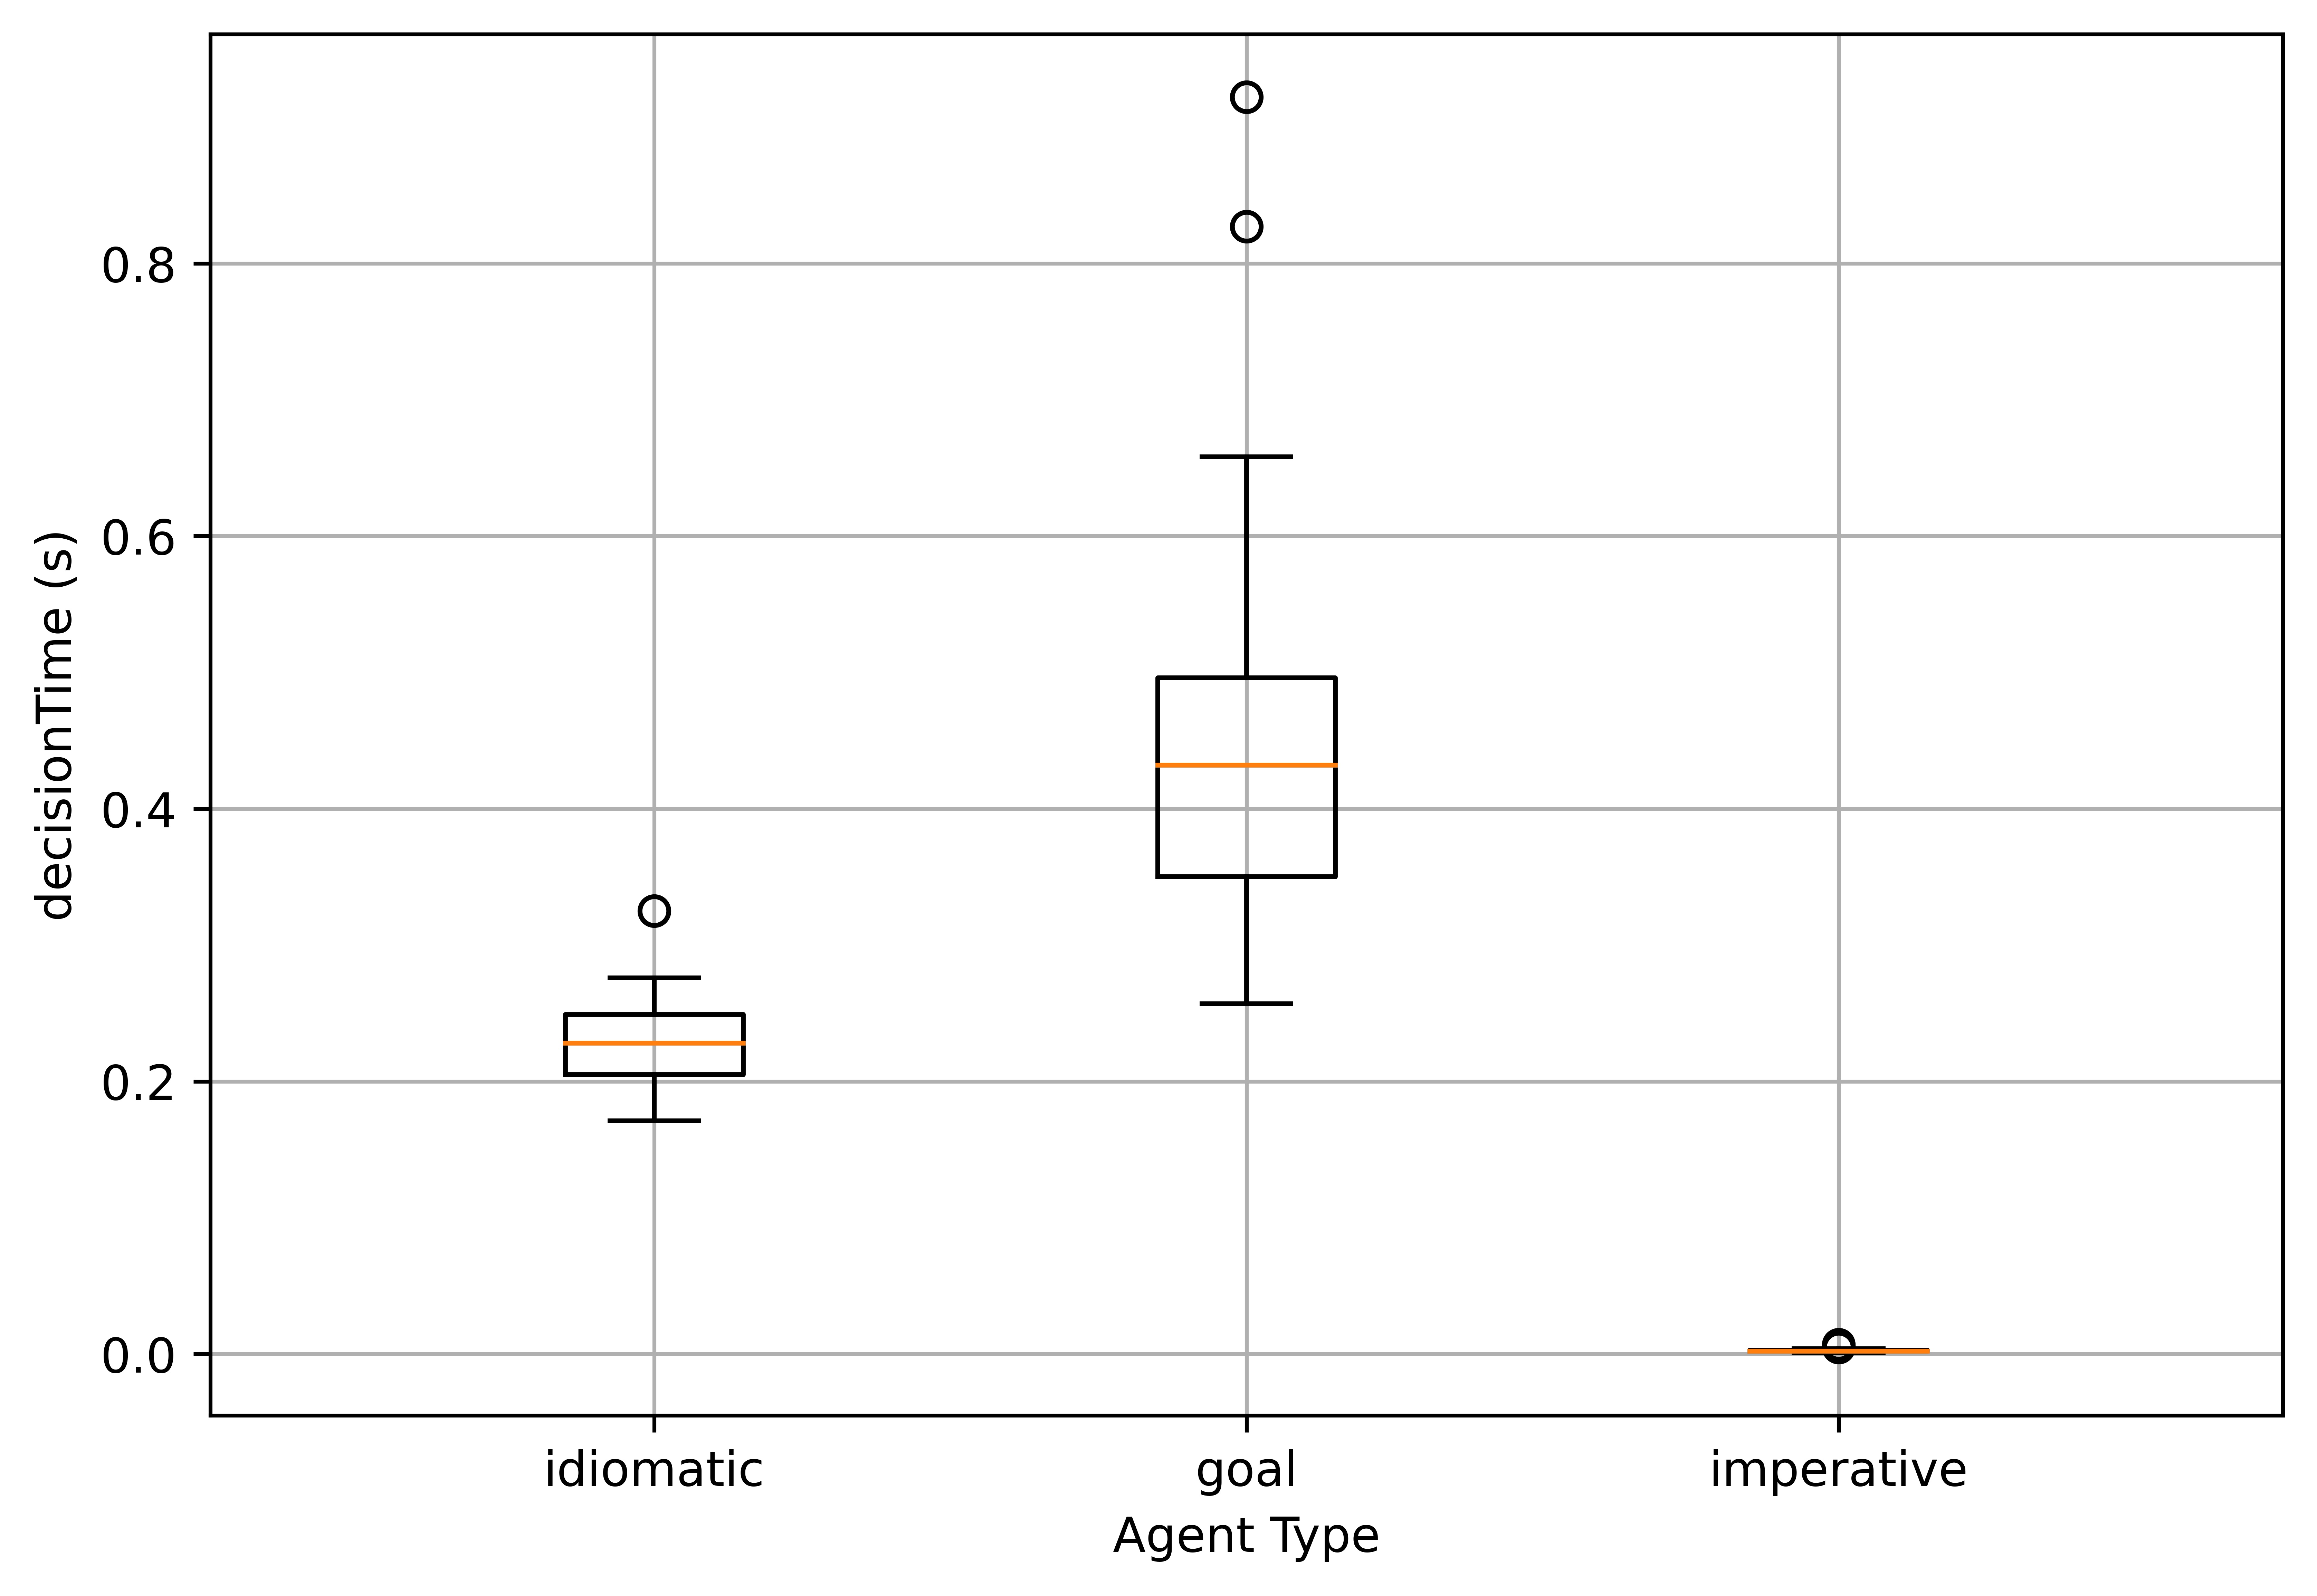 decisionTime (s)
0.8
0.6
0.4
0.2
0.0
idiomatic
goal
imperative
Agent Type